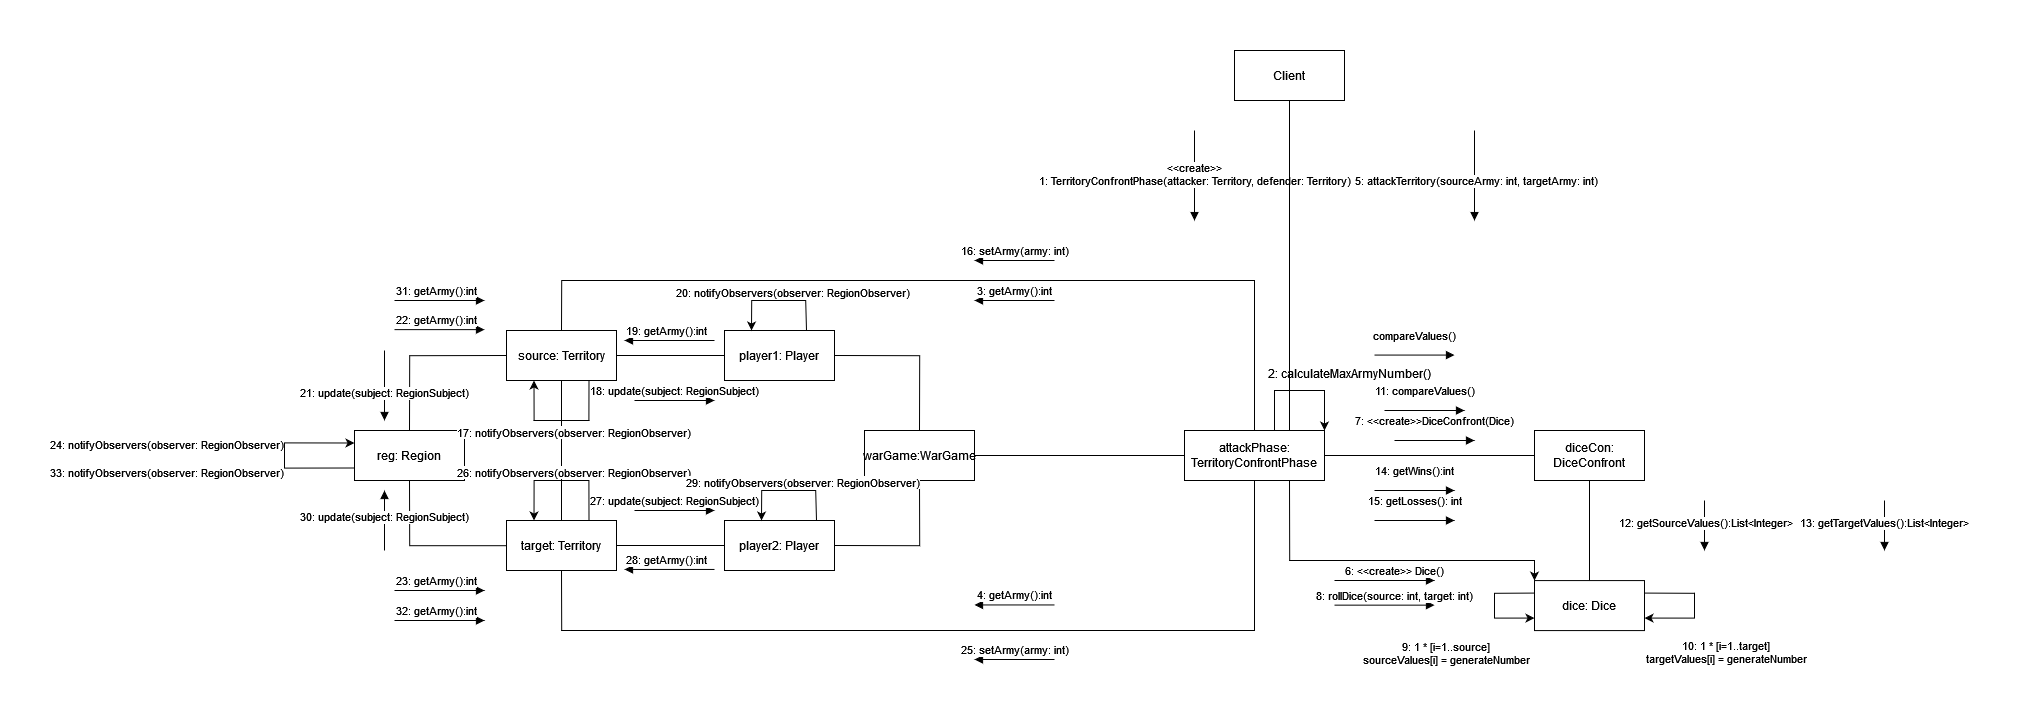 Client
<<create>>
1: TerritoryConfrontPhase(attacker: Territory, defender: Territory)
5: attackTerritory(sourceArmy: int, targetArmy: int)
16: setArmy(army: int)
31: getArmy():int
20: notifyObservers(observer: RegionObserver)
3: getArmy():int
22: getArmy():int
19: getArmy():int
compareValues()
source: Territory
player1: Player
2: calculateMaxArmyNumber()
21: update(subject: RegionSubject)
18: update(subject: RegionSubject)
11: compareValues()
7: <<create>>DiceConfront(Dice)
17: notifyObservers(observer: RegionObserver)
24: notifyObservers(observer: RegionObserver)
reg: Region
warGame:WarGame
attackPhase:
TerritoryConfrontPhase
diceCon:
DiceConfront
33: notifyObservers(observer: RegionObserver)
26: notifyObservers(observer: RegionObserver)
29: notifyObservers(observer: RegionObserver)
14: getWins():int
27: update(subject: RegionSubject)
15: getLosses(): int
30: update(subject: RegionSubject)
12: getSourceValues():List<Integer>
13: getTargetValues():List<Integer>
target: Territory
player2: Player
28: getArmy():int
6: <<create>> Dice()
23: getArmy():int
4: getArmy():int
8: rollDice(source: int, target: int)
dice: Dice
32: getArmy():int
25: setArmy(army: int)
9: 1 * [i=1..source]
sourceValues[i] = generateNumber
10: 1 * [i=1..target]
targetValues[i] = generateNumber